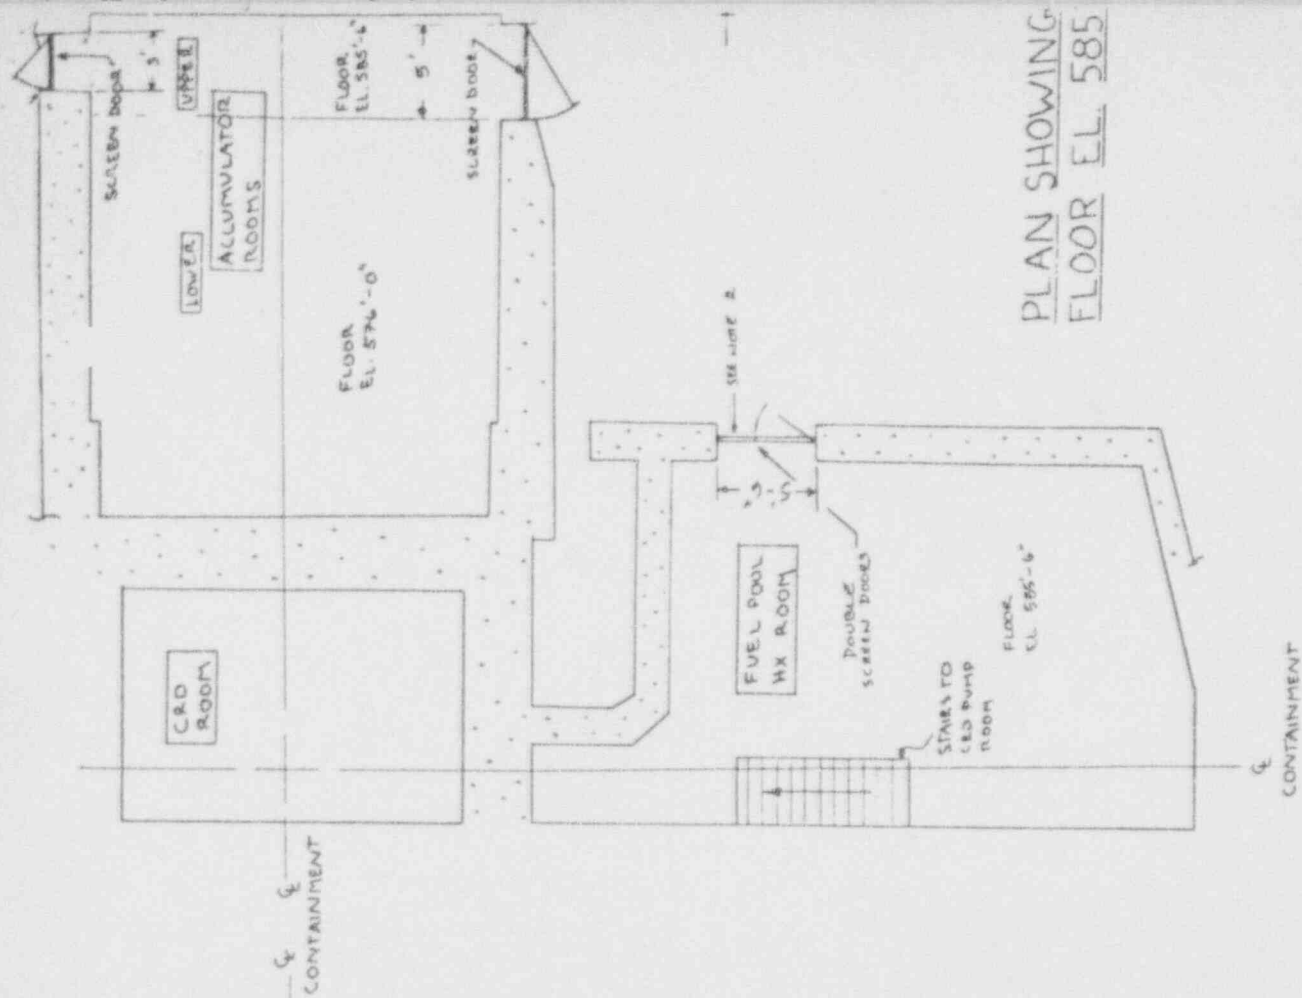 PLAN SHOWING
FLOOR EL. 585
SCREEN DOOR
3'
UPPER
ACCUMULATOR
ROOMS
LOWER
FLOOR
EL. 585'-6"
5'
SCREEN DOOR
FLOOR
EL. 576'-0"
SEE NOTE 2
CRD
ROOM
FUEL POOL
HX ROOM
DOUBLE
SCREEN DOORS
STAIRS TO
CRD PUMP
ROOM
FLOOR
EL 585'-6"
℄
CONTAINMENT
℄
℄
CONTAINMENT